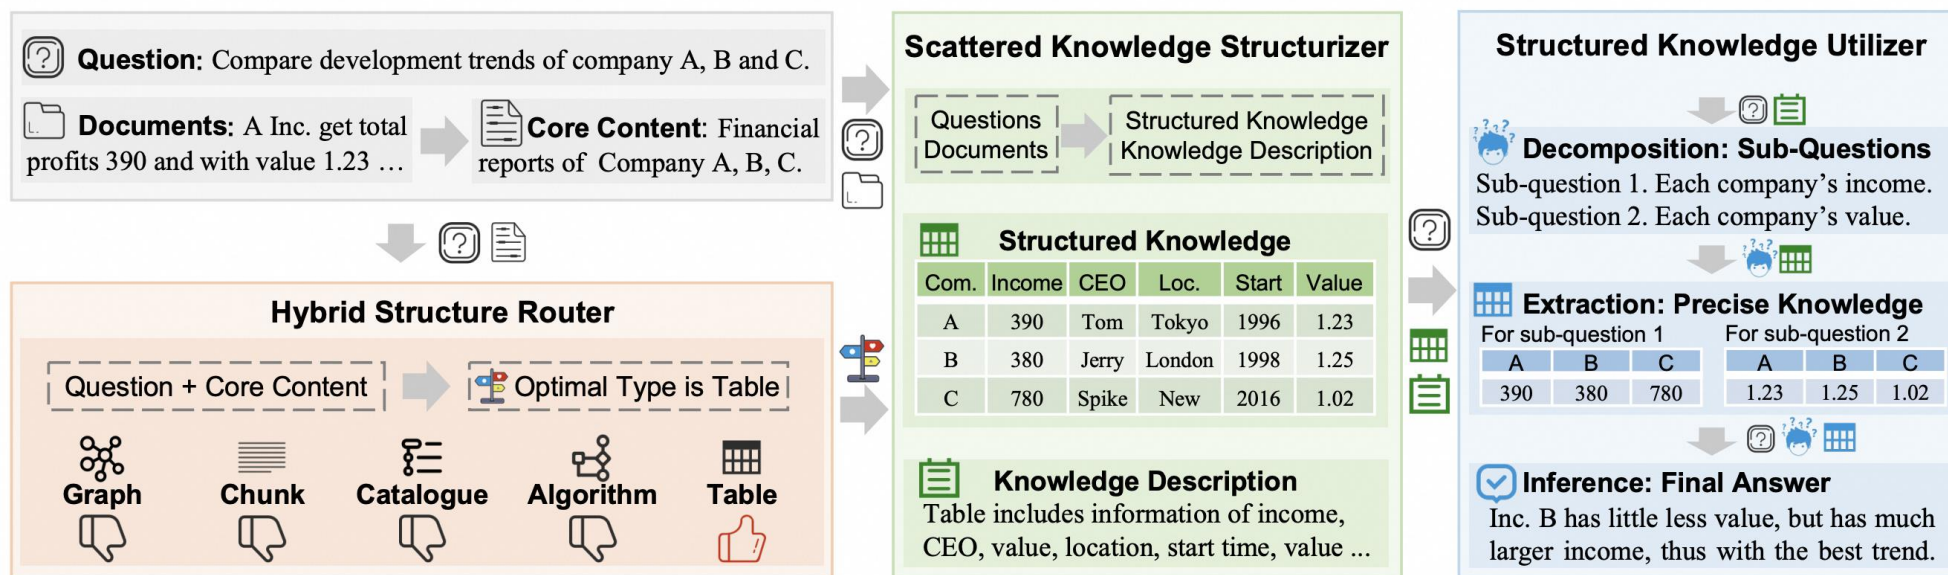 Question: Compare development trends of company A, B and C.
Documents: A Inc. get total
profits 390 and with value 1.23 …
Core Content: Financial
reports of Company A, B, C.
Hybrid Structure Router
Question + Core Content
Optimal Type is Table
Graph
Chunk
Catalogue
Algorithm
Table
Scattered Knowledge Structurizer
Questions
Documents
Structured Knowledge
Knowledge Description
Structured Knowledge
Com. Income CEO Loc. Start Value
A 390 Tom Tokyo 1996 1.23
B 380 Jerry London 1998 1.25
C 780 Spike New 2016 1.02
Knowledge Description
Table includes information of income,
CEO, value, location, start time, value ...
Structured Knowledge Utilizer
Decomposition: Sub-Questions
Sub-question 1. Each company’s income.
Sub-question 2. Each company’s value.
Extraction: Precise Knowledge
For sub-question 1
A B C
390 380 780
For sub-question 2
A B C
1.23 1.25 1.02
Inference: Final Answer
Inc. B has little less value, but has much
larger income, thus with the best trend.